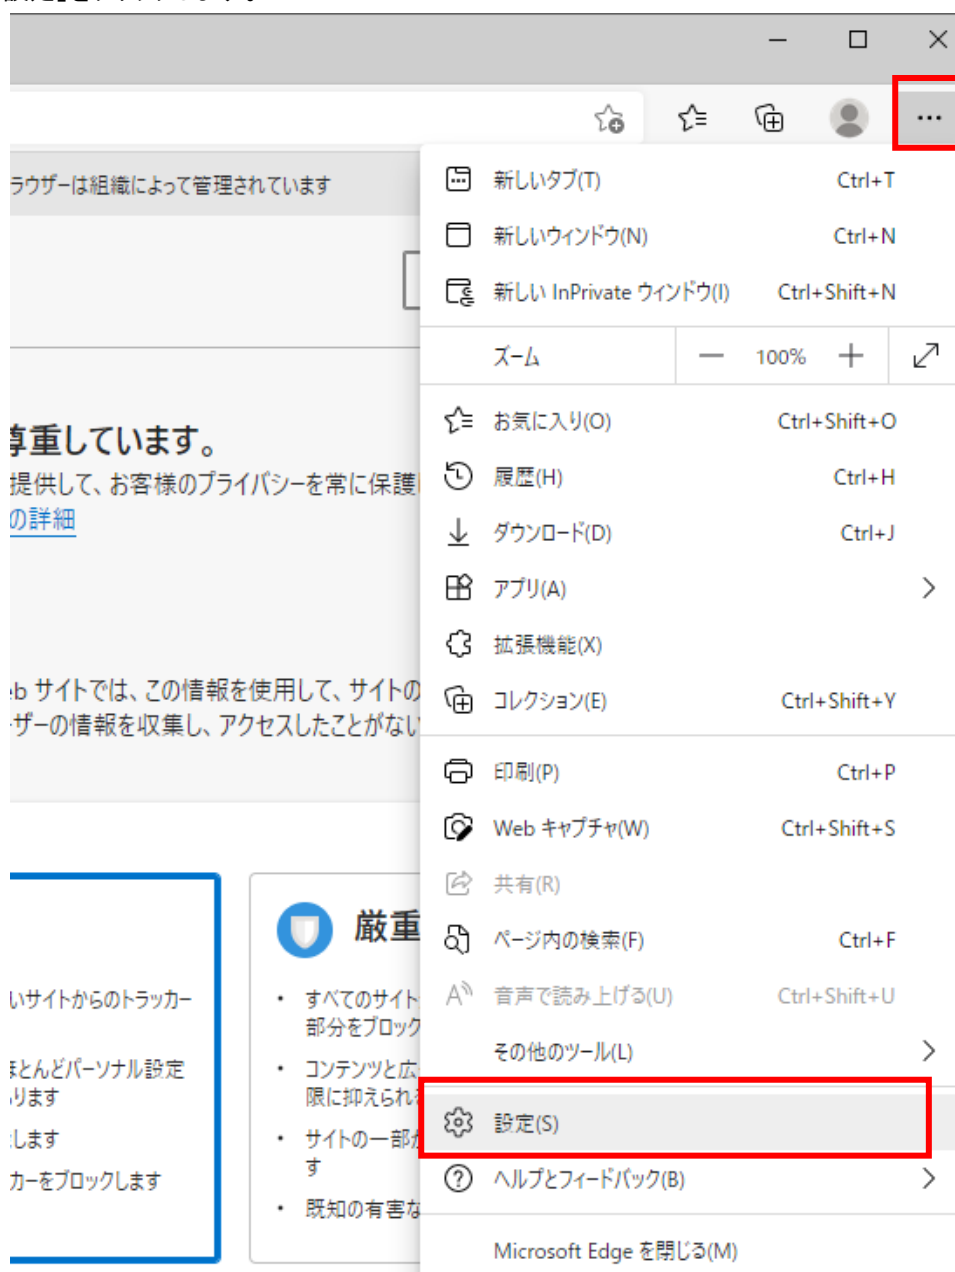 ラウザーは組織によって管理されています
尊重しています。
提供して、お客様のプライバシーを常に保護
の詳細
eb サイトでは、この情報を使用して、サイトの
ーザーの情報を収集し、アクセスしたことがない
いサイトからのトラッカー
ほとんどパーソナル設定
ります
します
カーをブロックします
厳重
• すべてのサイト
部分をブロック
• コンテンツと広
限に抑えられ
• サイトの一部
す
• 既知の有害な
新しいタブ(T) Ctrl+T
新しいウィンドウ(N) Ctrl+N
新しい InPrivate ウィンドウ(I) Ctrl+Shift+N
ズーム 100%
お気に入り(O) Ctrl+Shift+O
履歴(H) Ctrl+H
ダウンロード(D) Ctrl+J
アプリ(A)
拡張機能(X)
コレクション(E) Ctrl+Shift+Y
印刷(P) Ctrl+P
Web キャプチャ(W) Ctrl+Shift+S
共有(R)
ページ内の検索(F) Ctrl+F
音声で読み上げる(U) Ctrl+Shift+U
その他のツール(L)
設定(S)
ヘルプとフィードバック(B)
Microsoft Edge を閉じる(M)